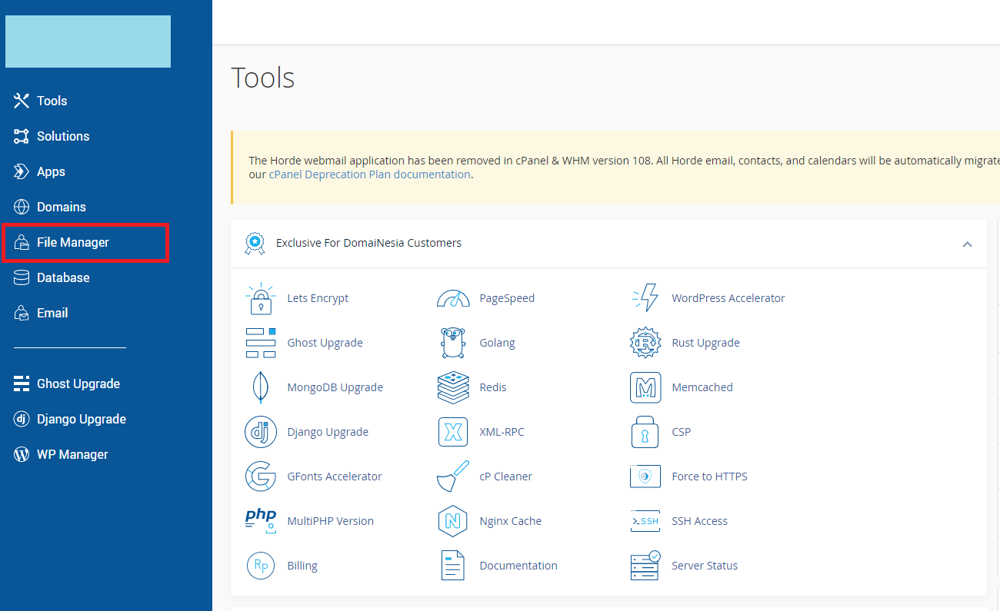 Tools
Solutions
Apps
Domains
File Manager
Database
Email
Ghost Upgrade
Django Upgrade
WP Manager
Tools
The Horde webmail application has been removed in cPanel & WHM version 108. All Horde email, contacts, and calendars will be automatically migrate
our cPanel Deprecation Plan documentation.
Exclusive For DomaiNesia Customers
Lets Encrypt
PageSpeed
WordPress Accelerator
Ghost Upgrade
Golang
Rust Upgrade
MongoDB Upgrade
Redis
Memcached
dj
Django Upgrade
XML-RPC
CSP
GFonts Accelerator
cP Cleaner
Force to HTTPS
php
MultiPHP Version
Nginx Cache
>_SSH
SSH Access
Rp
Billing
Documentation
Server Status